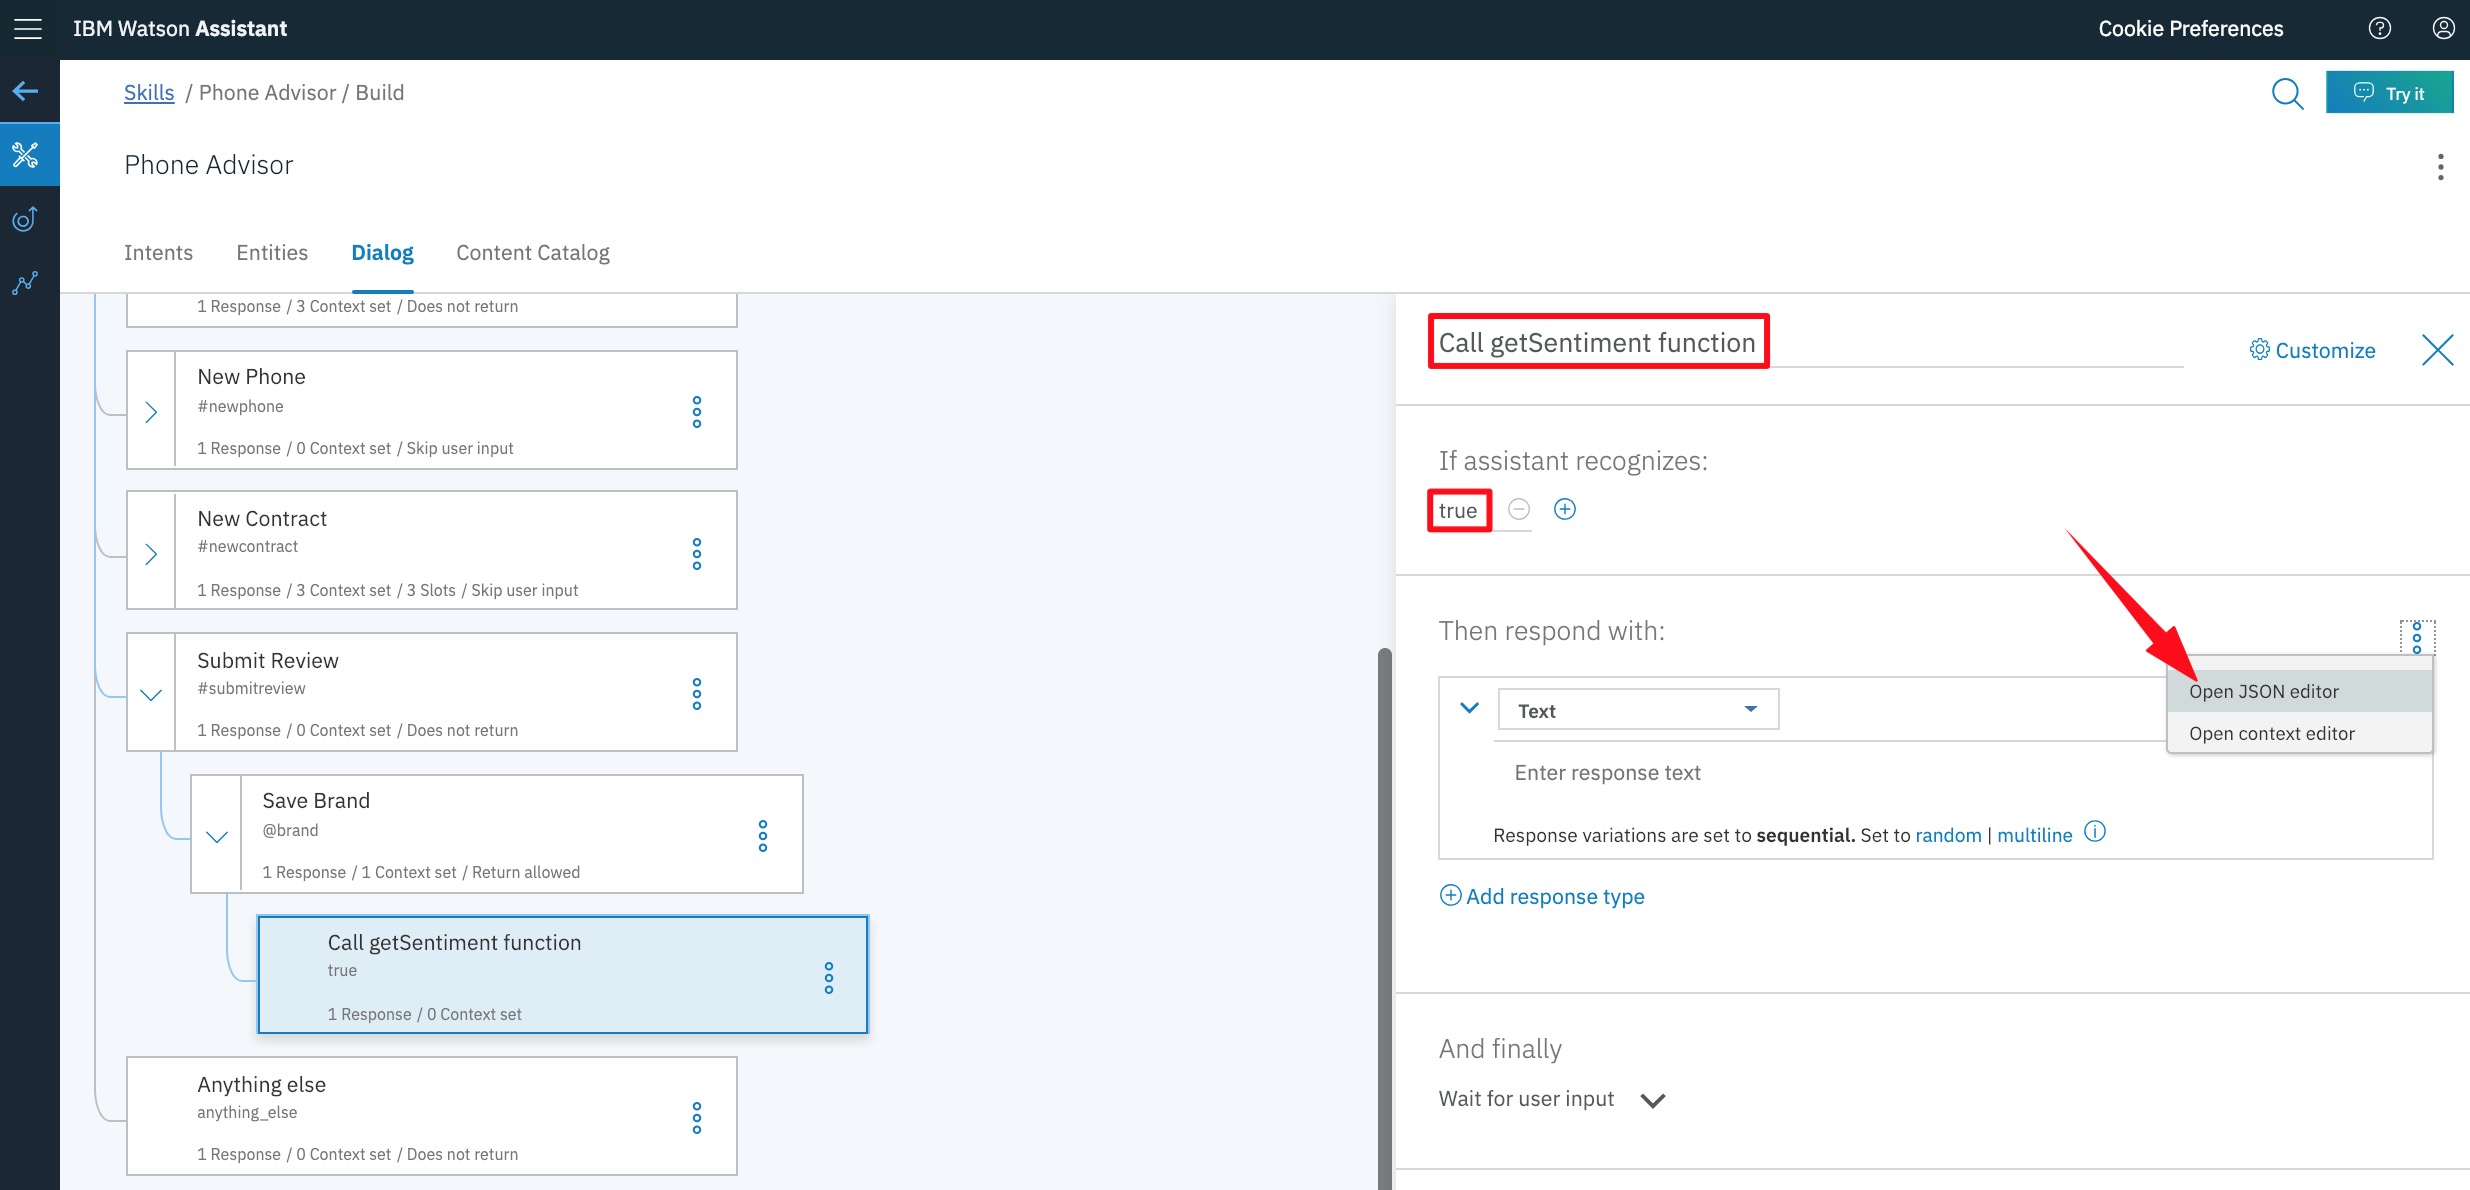 IBM Watson Assistant
Cookie Preferences
Skills / Phone Advisor / Build
Try it
Phone Advisor
Intents
Entities
Dialog
Content Catalog
1 Response / 3 Context set / Does not return
New Phone
#newphone
1 Response / 0 Context set / Skip user input
New Contract
#newcontract
1 Response / 3 Context set / 3 Slots / Skip user input
Submit Review
#submitreview
1 Response / 0 Context set / Does not return
Save Brand
@brand
1 Response / 1 Context set / Return allowed
Call getSentiment function
true
1 Response / 0 Context set
Anything else
anything_else
1 Response / 0 Context set / Does not return
Call getSentiment function
Customize
If assistant recognizes:
true
Then respond with:
Open JSON editor
Open context editor
Text
Enter response text
Response variations are set to sequential. Set to random | multiline
Add response type
And finally
Wait for user input